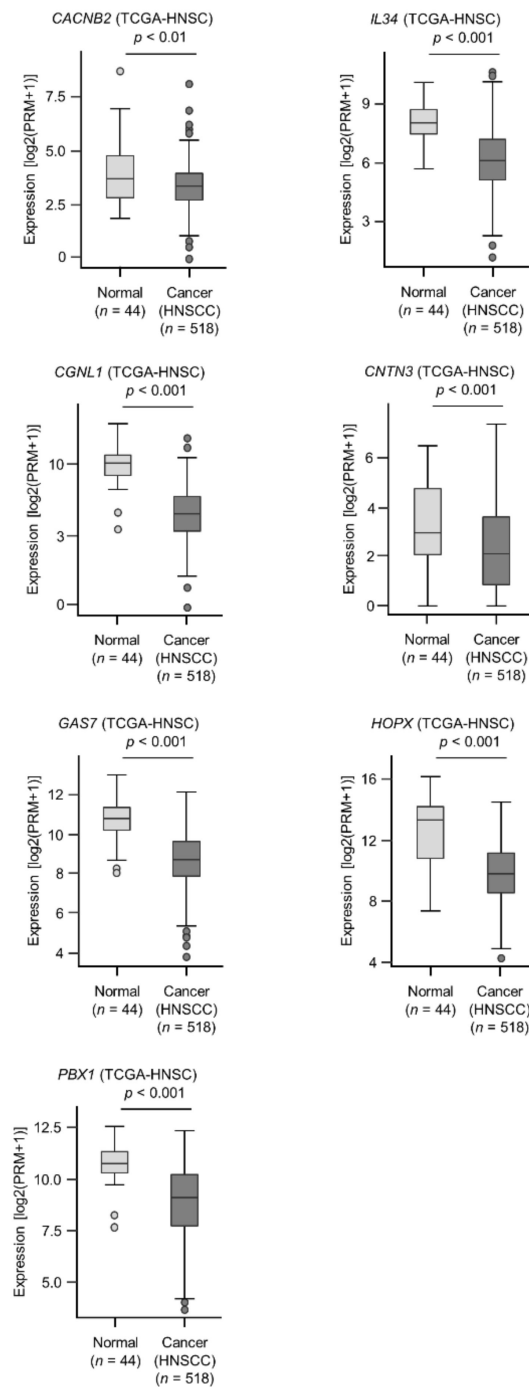 CACNB2 (TCGA-HNSC)
p < 0.01
Expression [log2(PRM+1)]
7.5
5.0
2.5
0
Normal
(n = 44)
Cancer
(HNSCC)
(n = 518)
IL34 (TCGA-HNSC)
p < 0.001
Expression [log2(PRM+1)]
9
6
3
Normal
(n = 44)
Cancer
(HNSCC)
(n = 518)
CGNL1 (TCGA-HNSC)
p < 0.001
Expression [log2(PRM+1)]
10
3
0
Normal
(n = 44)
Cancer
(HNSCC)
(n = 518)
CNTN3 (TCGA-HNSC)
p < 0.001
Expression [log2(PRM+1)]
6
4
2
0
Normal
(n = 44)
Cancer
(HNSCC)
(n = 518)
GAS7 (TCGA-HNSC)
p < 0.001
Expression [log2(PRM+1)]
12
10
8
6
4
Normal
(n = 44)
Cancer
(HNSCC)
(n = 518)
HOPX (TCGA-HNSC)
p < 0.001
Expression [log2(PRM+1)]
16
12
8
4
Normal
(n = 44)
Cancer
(HNSCC)
(n = 518)
PBX1 (TCGA-HNSC)
p < 0.001
Expression [log2(PRM+1)]
12.5
10.0
7.5
5.0
Normal
(n = 44)
Cancer
(HNSCC)
(n = 518)